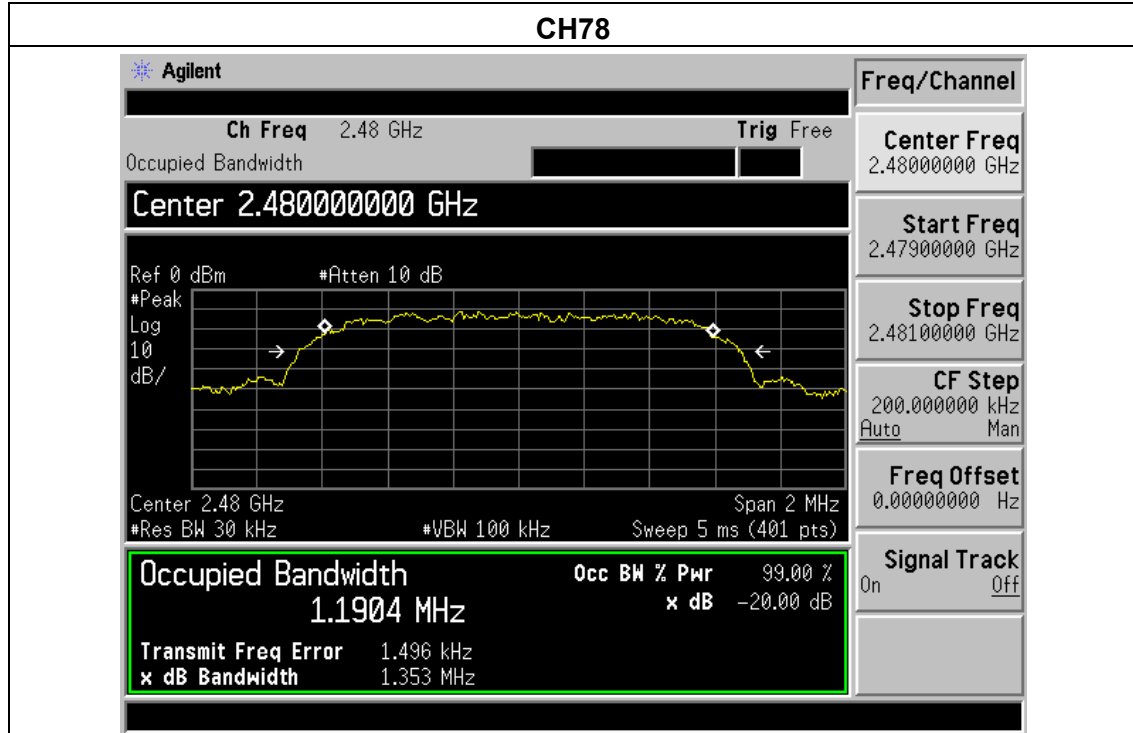 CH78
Agilent
Freq/Channel
Ch Freq 2.48 GHz Trig Free
Occupied Bandwidth
Center 2.480000000 GHz
Ref 0 dBm #Atten 10 dB
#Peak
Log
10
dB/
Center 2.48 GHz Span 2 MHz
#Res BW 30 kHz #VBW 100 kHz Sweep 5 ms (401 pts)
Occupied Bandwidth Occ BW % Pwr 99.00 %
1.1904 MHz x dB -20.00 dB
Transmit Freq Error 1.496 kHz
x dB Bandwidth 1.353 MHz
Center Freq
2.48000000 GHz
Start Freq
2.47900000 GHz
Stop Freq
2.48100000 GHz
CF Step
200.000000 kHz
Auto Man
Freq Offset
0.00000000 Hz
Signal Track
On Off